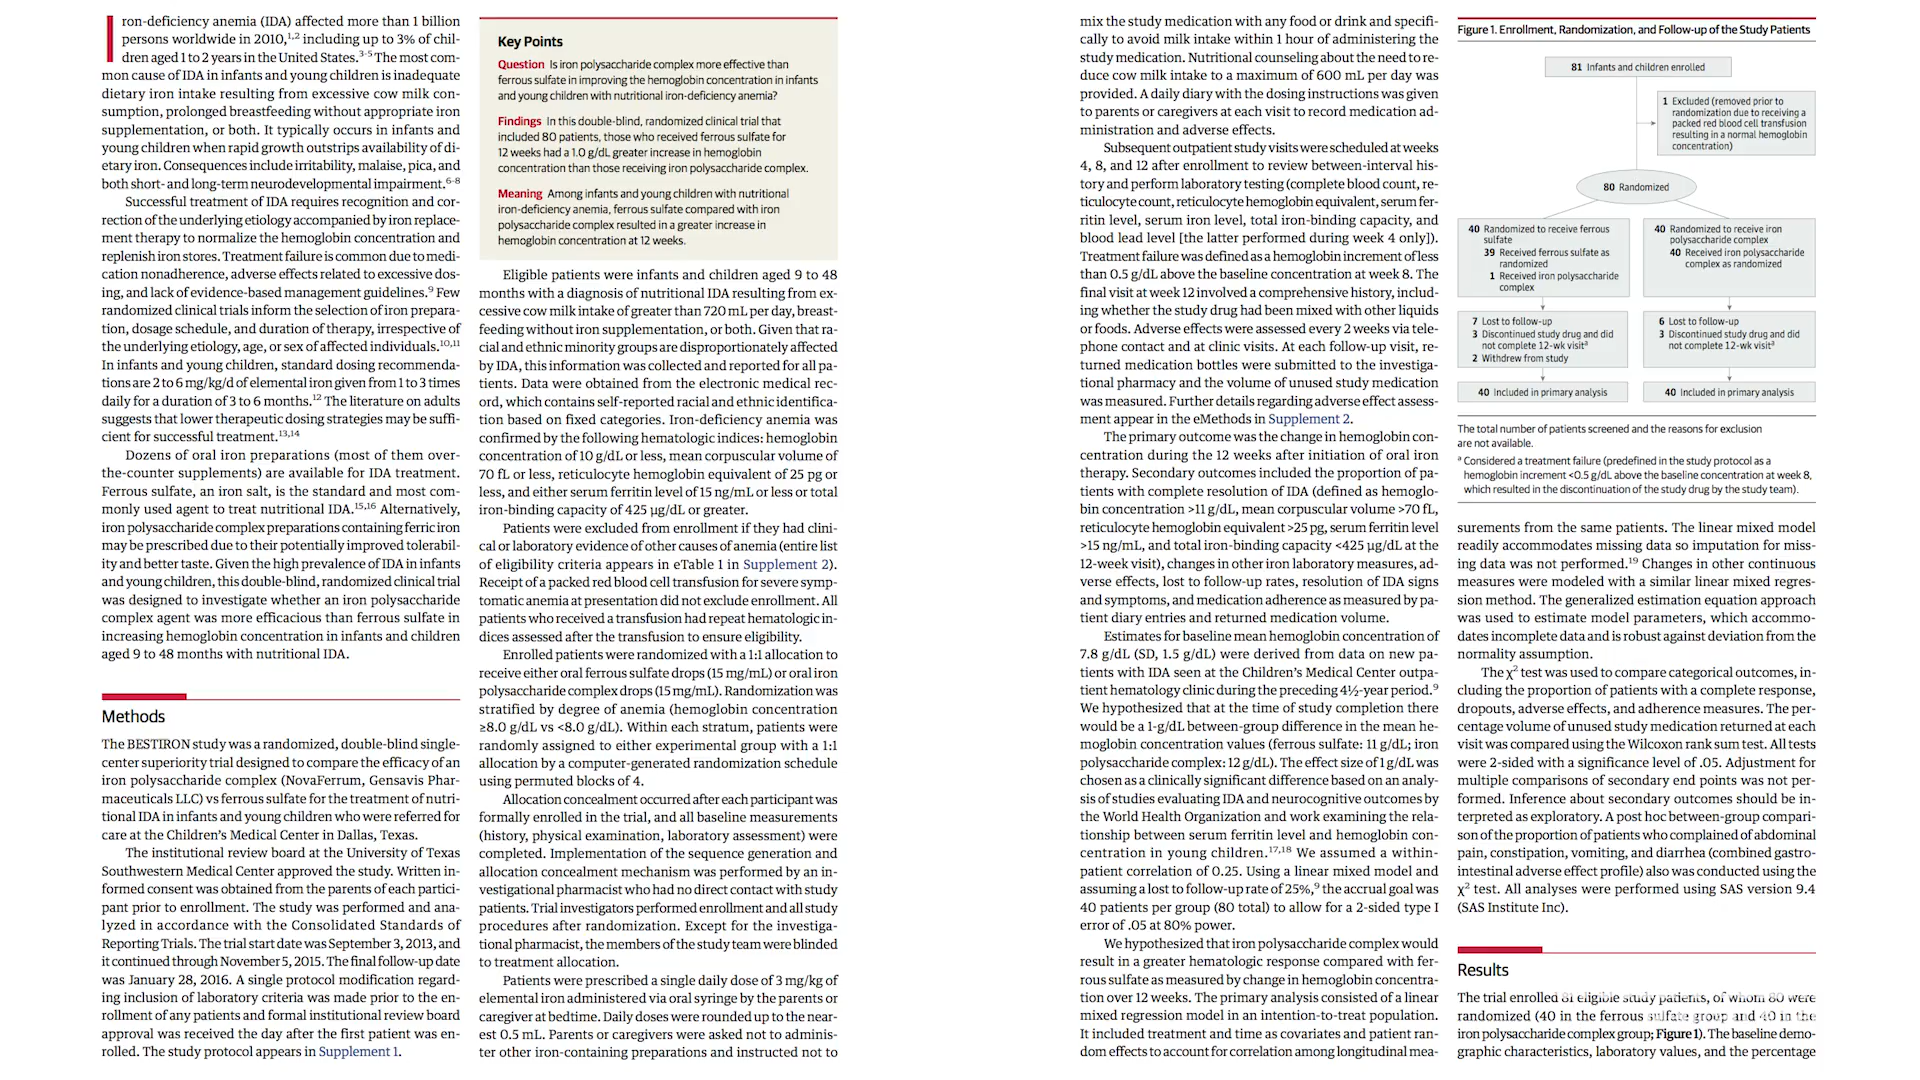 Iron-deficiency anemia (IDA) affected more than 1 billion
persons worldwide in 2010,1,2 including up to 3% of chil-
dren aged 1 to 2 years in the United States.3-5 The most com-
mon cause of IDA in infants and young children is inadequate
dietary iron intake resulting from excessive cow milk con-
sumption, prolonged breastfeeding without appropriate iron
supplementation, or both. It typically occurs in infants and
young children when rapid growth outstrips availability of di-
etary iron. Consequences include irritability, malaise, pica, and
both short- and long-term neurodevelopmental impairment.6-8
Successful treatment of IDA requires recognition and cor-
rection of the underlying etiology accompanied by iron replace-
ment therapy to normalize the hemoglobin concentration and
replenish iron stores. Treatment failure is common due to medi-
cation nonadherence, adverse effects related to excessive dos-
ing, and lack of evidence-based management guidelines.9 Few
randomized clinical trials inform the selection of iron prepara-
tion, dosage schedule, and duration of therapy, irrespective of
the underlying etiology, age, or sex of affected individuals.10,11
In infants and young children, standard dosing recommenda-
tions are 2 to 6 mg/kg/d of elemental iron given from 1 to 3 times
daily for a duration of 3 to 6 months.12 The literature on adults
suggests that lower therapeutic dosing strategies may be suffi-
cient for successful treatment.13,14
Dozens of oral iron preparations (most of them over-
the-counter supplements) are available for IDA treatment.
Ferrous sulfate, an iron salt, is the standard and most com-
monly used agent to treat nutritional IDA.15,16 Alternatively,
iron polysaccharide complex preparations containing ferric iron
may be prescribed due to their potentially improved tolerabil-
ity and better taste. Given the high prevalence of IDA in infants
and young children, this double-blind, randomized clinical trial
was designed to investigate whether an iron polysaccharide
complex agent was more efficacious than ferrous sulfate in
increasing hemoglobin concentration in infants and children
aged 9 to 48 months with nutritional IDA.
Methods
The BESTIRON study was a randomized, double-blind single-
center superiority trial designed to compare the efficacy of an
iron polysaccharide complex (NovaFerrum, Gensavis Phar-
maceuticals LLC) vs ferrous sulfate for the treatment of nutri-
tional IDA in infants and young children who were referred for
care at the Children's Medical Center in Dallas, Texas.
The institutional review board at the University of Texas
Southwestern Medical Center approved the study. Written in-
formed consent was obtained from the parents of each partici-
pant prior to enrollment. The study was performed and ana-
lyzed in accordance with the Consolidated Standards of
Reporting Trials. The trial start date was September 3, 2013, and
it continued through November 5, 2015. The final follow-up date
was January 28, 2016. A single protocol modification regard-
ing inclusion of laboratory criteria was made prior to the en-
rollment of any patients and formal institutional review board
approval was received the day after the first patient was en-
rolled. The study protocol appears in Supplement 1.
Key Points
Question Is iron polysaccharide complex more effective than
ferrous sulfate in improving the hemoglobin concentration in infants
and young children with nutritional iron-deficiency anemia?
Findings In this double-blind, randomized clinical trial that
included 80 patients, those who received ferrous sulfate for
12 weeks had a 1.0 g/dL greater increase in hemoglobin
concentration than those receiving iron polysaccharide complex.
Meaning Among infants and young children with nutritional
iron-deficiency anemia, ferrous sulfate compared with iron
polysaccharide complex resulted in a greater increase in
hemoglobin concentration at 12 weeks.
Eligible patients were infants and children aged 9 to 48
months with a diagnosis of nutritional IDA resulting from ex-
cessive cow milk intake of greater than 720 mL per day, breast-
feeding without iron supplementation, or both. Given that ra-
cial and ethnic minority groups are disproportionately affected
by IDA, this information was collected and reported for all pa-
tients. Data were obtained from the electronic medical rec-
ord, which contains self-reported racial and ethnic identifica-
tion based on fixed categories. Iron-deficiency anemia was
confirmed by the following hematologic indices: hemoglobin
concentration of 10 g/dL or less, mean corpuscular volume of
70 fL or less, reticulocyte hemoglobin equivalent of 25 pg or
less, and either serum ferritin level of 15 ng/mL or less or total
iron-binding capacity of 425 μg/dL or greater.
Patients were excluded from enrollment if they had clini-
cal or laboratory evidence of other causes of anemia (entire list
of eligibility criteria appears in eTable 1 in Supplement 2).
Receipt of a packed red blood cell transfusion for severe symp-
tomatic anemia at presentation did not exclude enrollment. All
patients who received a transfusion had repeat hematologic in-
dices assessed after the transfusion to ensure eligibility.
Enrolled patients were randomized with a 1:1 allocation to
receive either oral ferrous sulfate drops (15 mg/mL) or oral iron
polysaccharide complex drops (15 mg/mL). Randomization was
stratified by degree of anemia (hemoglobin concentration
≥8.0 g/dL vs <8.0 g/dL). Within each stratum, patients were
randomly assigned to either experimental group with a 1:1
allocation by a computer-generated randomization schedule
using permuted blocks of 4.
Allocation concealment occurred after each participant was
formally enrolled in the trial, and all baseline measurements
(history, physical examination, laboratory assessment) were
completed. Implementation of the sequence generation and
allocation concealment mechanism was performed by an in-
vestigational pharmacist who had no direct contact with study
patients. Trial investigators performed enrollment and all study
procedures after randomization. Except for the investiga-
tional pharmacist, the members of the study team were blinded
to treatment allocation.
Patients were prescribed a single daily dose of 3 mg/kg of
elemental iron administered via oral syringe by the parents or
caregiver at bedtime. Daily doses were rounded up to the near-
est 0.5 mL. Parents or caregivers were asked not to adminis-
ter other iron-containing preparations and instructed not to
mix the study medication with any food or drink and specifi-
cally to avoid milk intake within 1 hour of administering the
study medication. Nutritional counseling about the need to re-
duce cow milk intake to a maximum of 600 mL per day was
provided. A daily diary with the dosing instructions was given
to parents or caregivers at each visit to record medication ad-
ministration and adverse effects.
Subsequent outpatient study visits were scheduled at weeks
4, 8, and 12 after enrollment to review between-interval his-
tory and perform laboratory testing (complete blood count, re-
ticulocyte count, reticulocyte hemoglobin equivalent, serum fer-
ritin level, serum iron level, total iron-binding capacity, and
blood lead level [the latter performed during week 4 only]).
Treatment failure was defined as a hemoglobin increment of less
than 0.5 g/dL above the baseline concentration at week 8. The
final visit at week 12 involved a comprehensive history, includ-
ing whether the study drug had been mixed with other liquids
or foods. Adverse effects were assessed every 2 weeks via tele-
phone contact and at clinic visits. At each follow-up visit, re-
turned medication bottles were submitted to the investiga-
tional pharmacy and the volume of unused study medication
was measured. Further details regarding adverse effect assess-
ment appear in the eMethods in Supplement 2.
The primary outcome was the change in hemoglobin con-
centration during the 12 weeks after initiation of oral iron
therapy. Secondary outcomes included the proportion of pa-
tients with complete resolution of IDA (defined as hemoglo-
bin concentration >11 g/dL, mean corpuscular volume >70 fL,
reticulocyte hemoglobin equivalent >25 pg, serum ferritin level
>15 ng/mL, and total iron-binding capacity <425 μg/dL at the
12-week visit), changes in other iron laboratory measures, ad-
verse effects, lost to follow-up rates, resolution of IDA signs
and symptoms, and medication adherence as measured by pa-
tient diary entries and returned medication volume.
Estimates for baseline mean hemoglobin concentration of
7.8 g/dL (SD, 1.5 g/dL) were derived from data on new pa-
tients with IDA seen at the Children's Medical Center outpa-
tient hematology clinic during the preceding 4½-year period.9
We hypothesized that at the time of study completion there
would be a 1-g/dL between-group difference in the mean he-
moglobin concentration values (ferrous sulfate: 11 g/dL; iron
polysaccharide complex: 12 g/dL). The effect size of 1 g/dL was
chosen as a clinically significant difference based on an analy-
sis of studies evaluating IDA and neurocognitive outcomes by
the World Health Organization and work examining the rela-
tionship between serum ferritin level and hemoglobin con-
centration in young children.17,18 We assumed a within-
patient correlation of 0.25. Using a linear mixed model and
assuming a lost to follow-up rate of 25%,9 the accrual goal was
40 patients per group (80 total) to allow for a 2-sided type I
error of .05 at 80% power.
We hypothesized that iron polysaccharide complex would
result in a greater hematologic response compared with fer-
rous sulfate as measured by change in hemoglobin concentra-
tion over 12 weeks. The primary analysis consisted of a linear
mixed regression model in an intention-to-treat population.
It included treatment and time as covariates and patient ran-
dom effects to account for correlation among longitudinal mea-
Figure 1. Enrollment, Randomization, and Follow-up of the Study Patients
81 Infants and children enrolled
1 Excluded (removed prior to
randomization due to receiving a
packed red blood cell transfusion
resulting in a normal hemoglobin
concentration)
80 Randomized
40 Randomized to receive ferrous
sulfate
39 Received ferrous sulfate as
randomized
1 Received iron polysaccharide
complex
40 Randomized to receive iron
polysaccharide complex
40 Received iron polysaccharide
complex as randomized
7 Lost to follow-up
3 Discontinued study drug and did
not complete 12-wk visita
2 Withdrew from study
6 Lost to follow-up
3 Discontinued study drug and did
not complete 12-wk visita
40 Included in primary analysis
40 Included in primary analysis
The total number of patients screened and the reasons for exclusion
are not available.
a Considered a treatment failure (predefined in the study protocol as a
hemoglobin increment <0.5 g/dL above the baseline concentration at week 8,
which resulted in the discontinuation of the study drug by the study team).
surements from the same patients. The linear mixed model
readily accommodates missing data so imputation for miss-
ing data was not performed.19 Changes in other continuous
measures were modeled with a similar linear mixed regres-
sion method. The generalized estimation equation approach
was used to estimate model parameters, which accommo-
dates incomplete data and is robust against deviation from the
normality assumption.
The χ2 test was used to compare categorical outcomes, in-
cluding the proportion of patients with a complete response,
dropouts, adverse effects, and adherence measures. The per-
centage volume of unused study medication returned at each
visit was compared using the Wilcoxon rank sum test. All tests
were 2-sided with a significance level of .05. Adjustment for
multiple comparisons of secondary end points was not per-
formed. Inference about secondary outcomes should be in-
terpreted as exploratory. A post hoc between-group compari-
son of the proportion of patients who complained of abdominal
pain, constipation, vomiting, and diarrhea (combined gastro-
intestinal adverse effect profile) also was conducted using the
χ2 test. All analyses were performed using SAS version 9.4
(SAS Institute Inc).
Results
The trial enrolled 81 eligible study patients, of whom 80 were
randomized (40 in the ferrous sulfate group and 40 in the
iron polysaccharide complex group; Figure 1). The baseline demo-
graphic characteristics, laboratory values, and the percentage